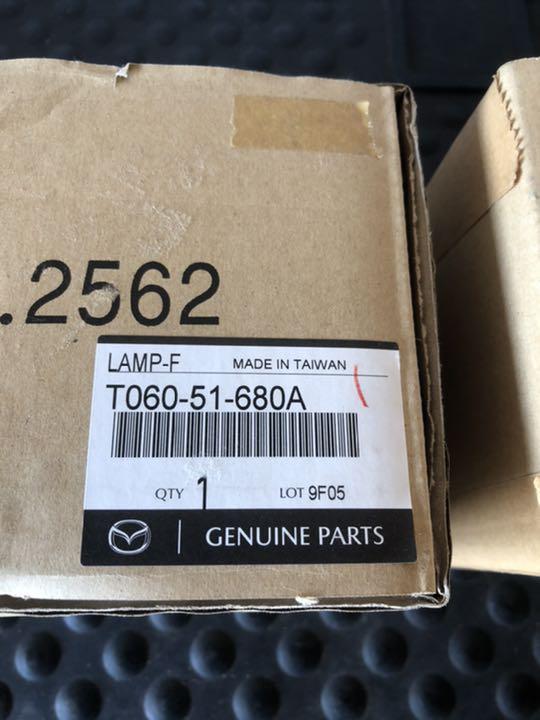 .2562
LAMP-F MADE IN TAIWAN
T060-51-680A
QTY 1 LOT 9F05
GENUINE PARTS